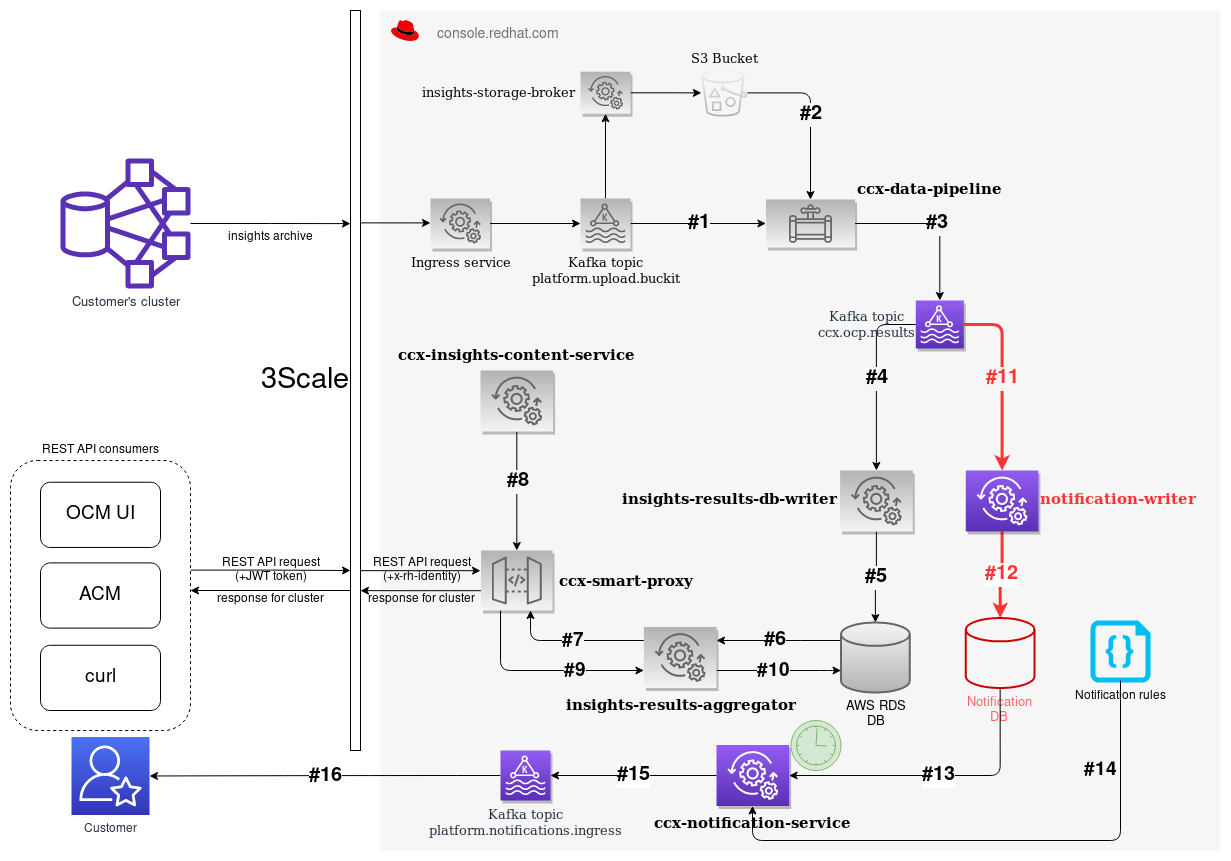 console.redhat.com
S3 Bucket
insights-storage-broker
#2
ccx-data-pipeline
#1
#3
insights archive
Ingress service
Kafka topic
platform.upload.buckit
Customer's cluster
K
Kafka topic
ccx.ocp.results
K
ccx-insights-content-service
3Scale
#4
#11
REST API consumers
#8
insights-results-db-writer
notification-writer
OCM UI
ACM
curl
REST API request
(+JWT token)
response for cluster
REST API request
(+x-rh-identity)
response for cluster
</>
ccx-smart-proxy
#5
#12
#7
#6
#9
#10
{}
insights-results-aggregator
AWS RDS
DB
Notification
DB
Notification rules
#16
K
#15
#13
#14
Kafka topic
platform.notifications.ingress
ccx-notification-service
Customer